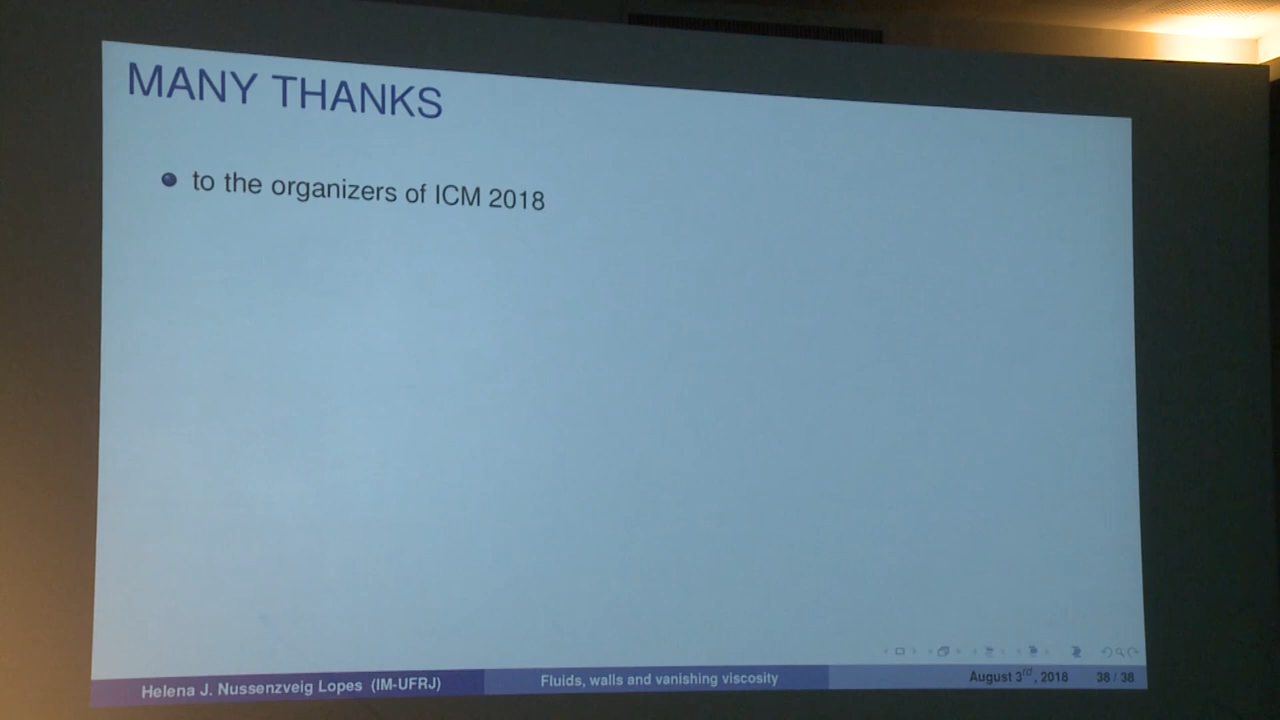 MANY THANKS
to the organizers of ICM 2018
Helena J. Nussenzveig Lopes (IM-UFRJ)
Fluids, walls and vanishing viscosity
August 3rd, 2018
38 / 38